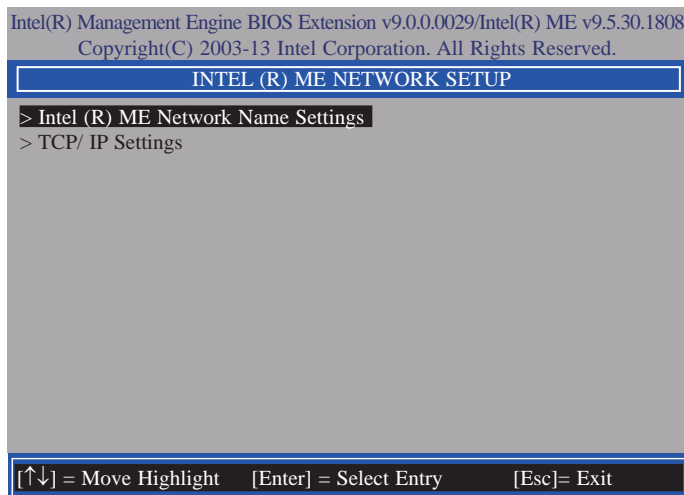 Intel(R) Management Engine BIOS Extension v9.0.0.0029/Intel(R) ME v9.5.30.1808
Copyright(C) 2003-13 Intel Corporation. All Rights Reserved.
INTEL (R) ME NETWORK SETUP
> Intel (R) ME Network Name Settings
> TCP/ IP Settings
[↑↓] = Move Highlight [Enter] = Select Entry [Esc]= Exit